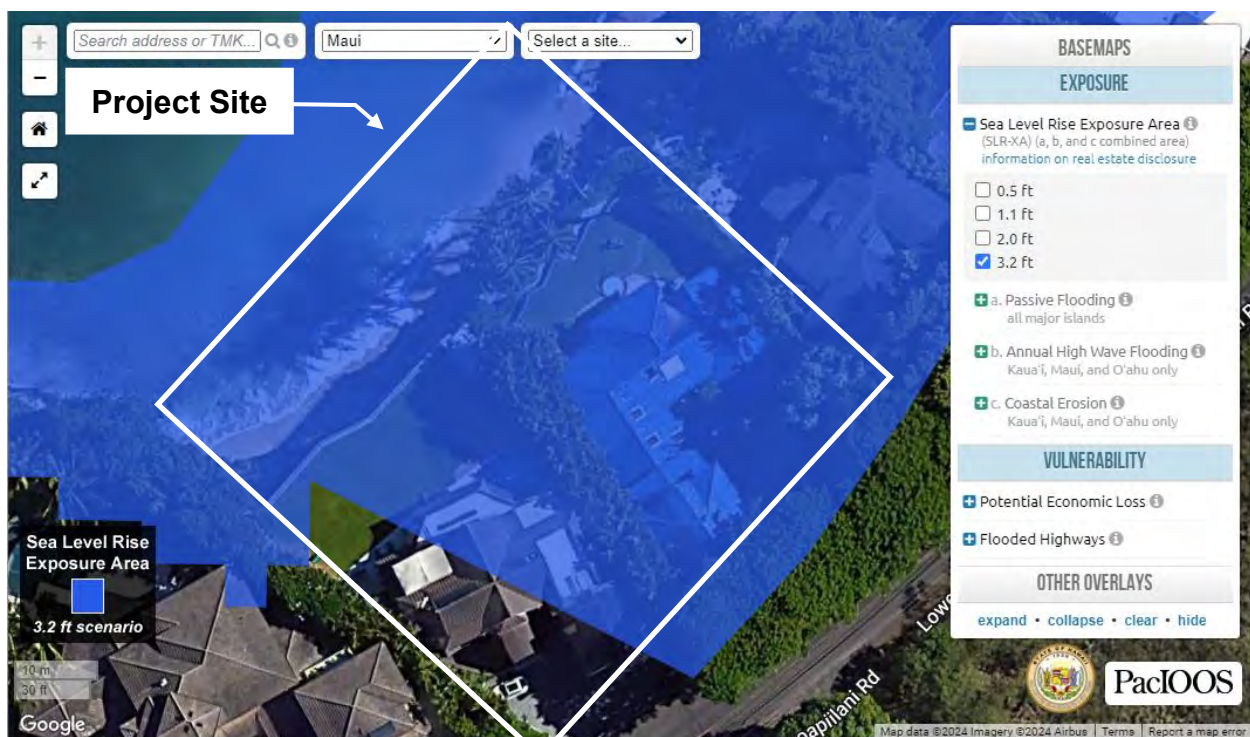 +
−
Search address or TMK...
Maui
Select a site...
Project Site
BASEMAPS
EXPOSURE
Sea Level Rise Exposure Area
(SLR-XA) (a, b, and c combined area)
information on real estate disclosure
0.5 ft
1.1 ft
2.0 ft
3.2 ft
a. Passive Flooding
all major islands
b. Annual High Wave Flooding
Kaua‘i, Maui, and O‘ahu only
c. Coastal Erosion
Kaua‘i, Maui, and O‘ahu only
VULNERABILITY
Potential Economic Loss
Flooded Highways
OTHER OVERLAYS
expand • collapse • clear • hide
Sea Level Rise
Exposure Area
3.2 ft scenario
10 m
30 ft
Google
PacIOOS
Map data ©2024 Imagery ©2024 Airbus
Terms
Report a map error